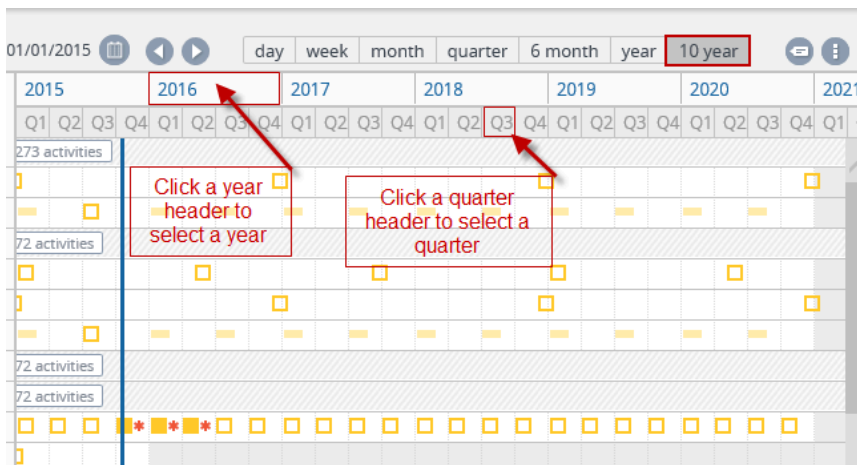 01/01/2015 day week month quarter 6 month year 10 year
2015 2016 2017 2018 2019 2020 2021
Q1 Q2 Q3 Q4 Q1 Q2 Q3 Q4 Q1 Q2 Q3 Q4 Q1 Q2 Q3 Q4 Q1 Q2 Q3 Q4 Q1 Q2 Q3 Q4 Q1
273 activities
Click a year
header to
select a year
Click a quarter
header to select a
quarter
72 activities
72 activities
72 activities
* * *